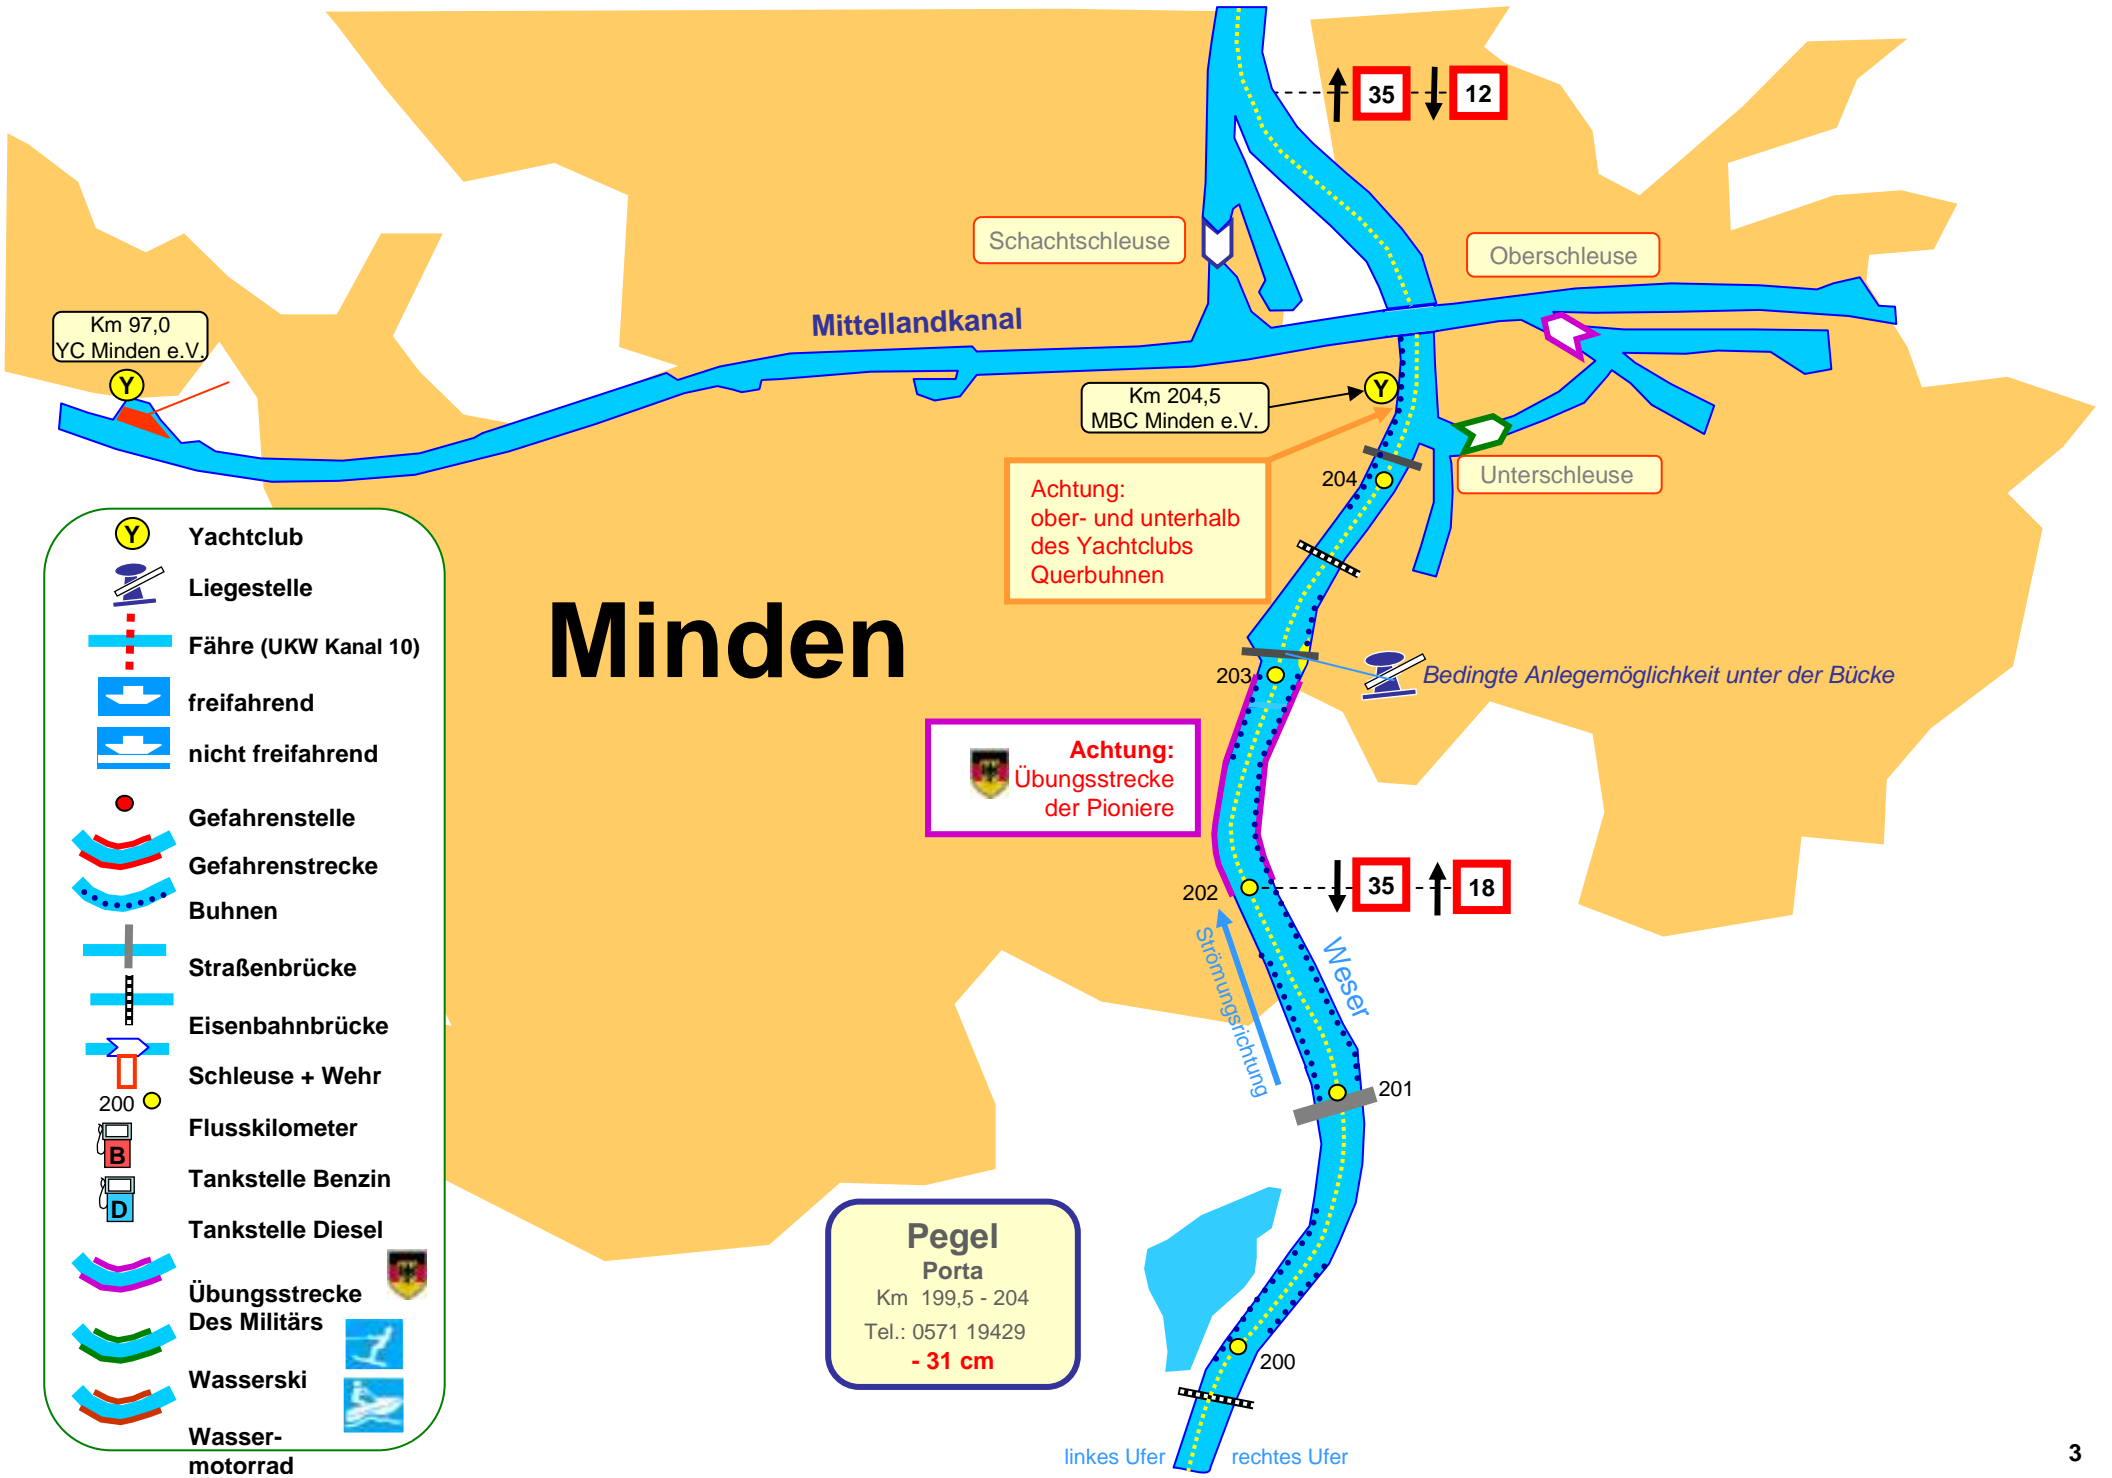 35
12
Schachtschleuse
Oberschleuse
Mittellandkanal
Km 97,0
YC Minden e.V.
Y
Km 204,5
MBC Minden e.V.
Y
204
Unterschleuse
Achtung:
ober- und unterhalb
des Yachtclubs
Querbuhnen
Minden
203
Bedingte Anlegemöglichkeit unter der Bücke
Achtung:
Übungsstrecke
der Pioniere
202
35
18
Strömungsrichtung
Weser
201
Pegel
Porta
Km 199,5 - 204
Tel.: 0571 19429
- 31 cm
200
linkes Ufer
rechtes Ufer
Y
Yachtclub
Liegestelle
Fähre (UKW Kanal 10)
freifahrend
nicht freifahrend
Gefahrenstelle
Gefahrenstrecke
Buhnen
Straßenbrücke
Eisenbahnbrücke
Schleuse + Wehr
200
Flusskilometer
B
Tankstelle Benzin
D
Tankstelle Diesel
Übungsstrecke
Des Militärs
Wasserski
Wasser-
motorrad
3